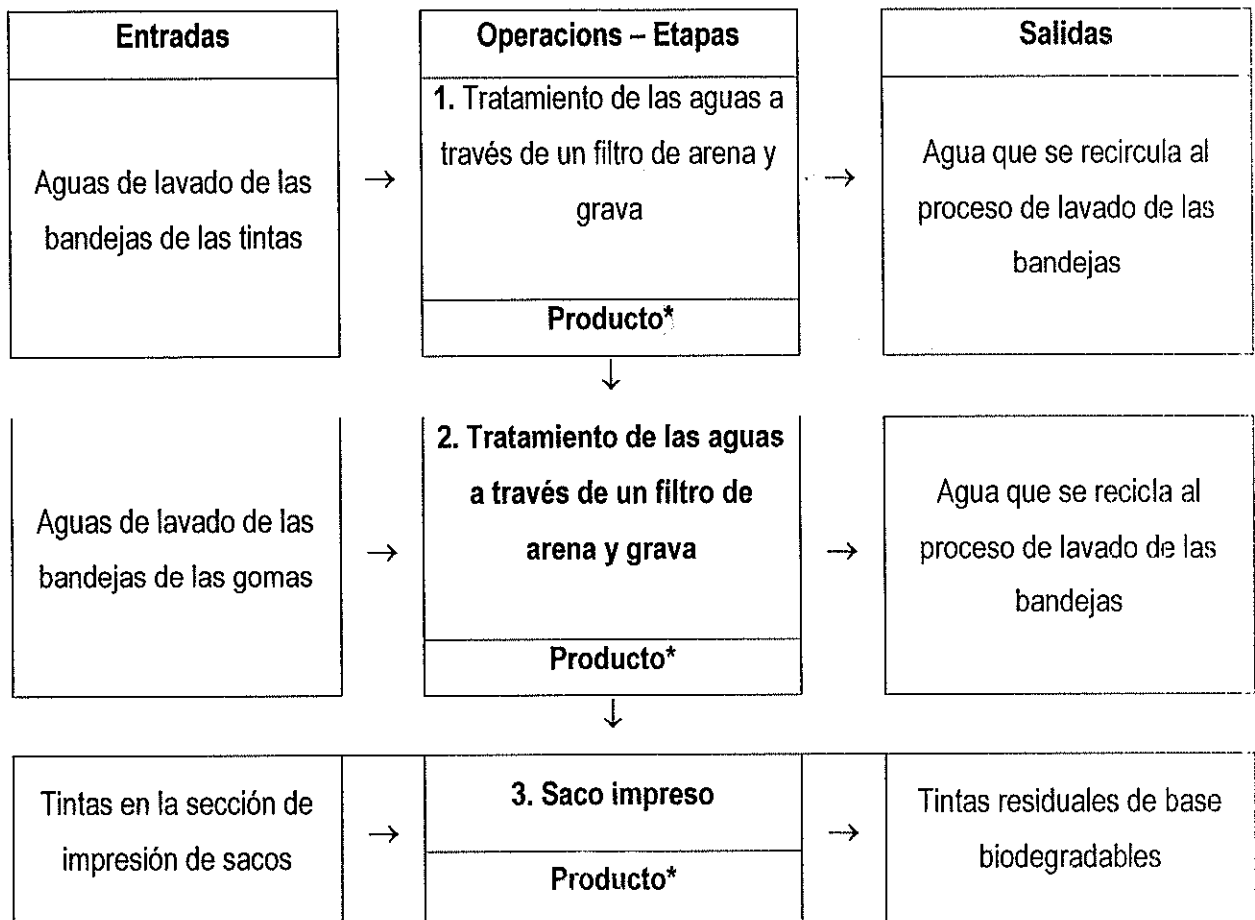 Entradas
Operacions – Etapas
Salidas
Aguas de lavado de las
bandejas de las tintas
→
1. Tratamiento de las aguas a
través de un filtro de arena y
grava
Producto*
→
Agua que se recircula al
proceso de lavado de las
bandejas
↓
Aguas de lavado de las
bandejas de las gomas
→
2. Tratamiento de las aguas
a través de un filtro de
arena y grava
Producto*
→
Agua que se recicla al
proceso de lavado de las
bandejas
↓
Tintas en la sección de
impresión de sacos
→
3. Saco impreso
Producto*
→
Tintas residuales de base
biodegradables